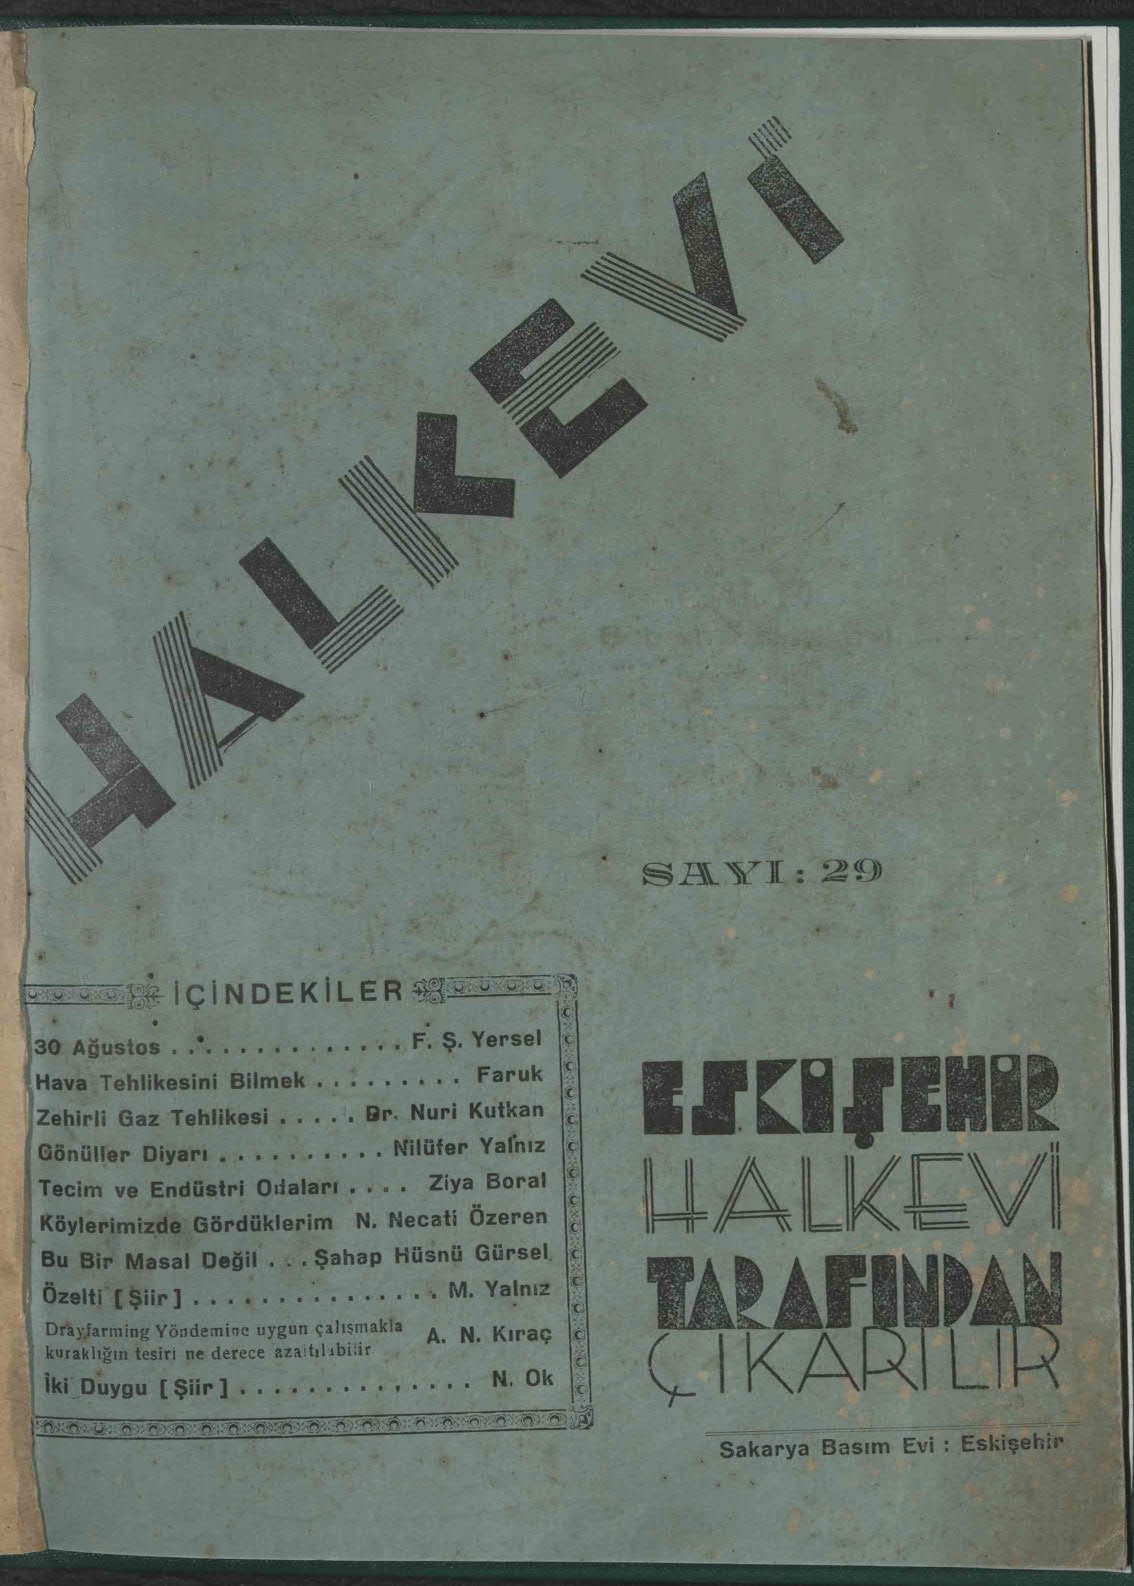 HALKEVİ
SAYI: 29
İÇİNDEKİLER
30 Ağustos . . . . . . . . . . . . . . F. Ş. Yersel
Hava Tehlikesini Bilmek . . . . . . . . . Faruk
Zehirli Gaz Tehlikesi . . . . . Dr. Nuri Kutkan
Gönüller Diyarı . . . . . . . . . . Nilüfer Yalnız
Tecim ve Endüstri Odaları . . . . Ziya Boral
Köylerimizde Gördüklerim N. Necati Özeren
Bu Bir Masal Değil . . . Şahap Hüsnü Gürsel
Özelti [ Şiir ] . . . . . . . . . . . . . . . M. Yalnız
Drayfarming Yöndemine uygun çalışmakla
kuraklığın tesiri ne derece azaltılabilir A. N. Kıraç
İki Duygu [ Şiir ] . . . . . . . . . . . . . . N. Ok
ESKİŞEHİR
HALKEVİ
TARAFINDAN
ÇIKARILIR
Sakarya Basım Evi : Eskişehir